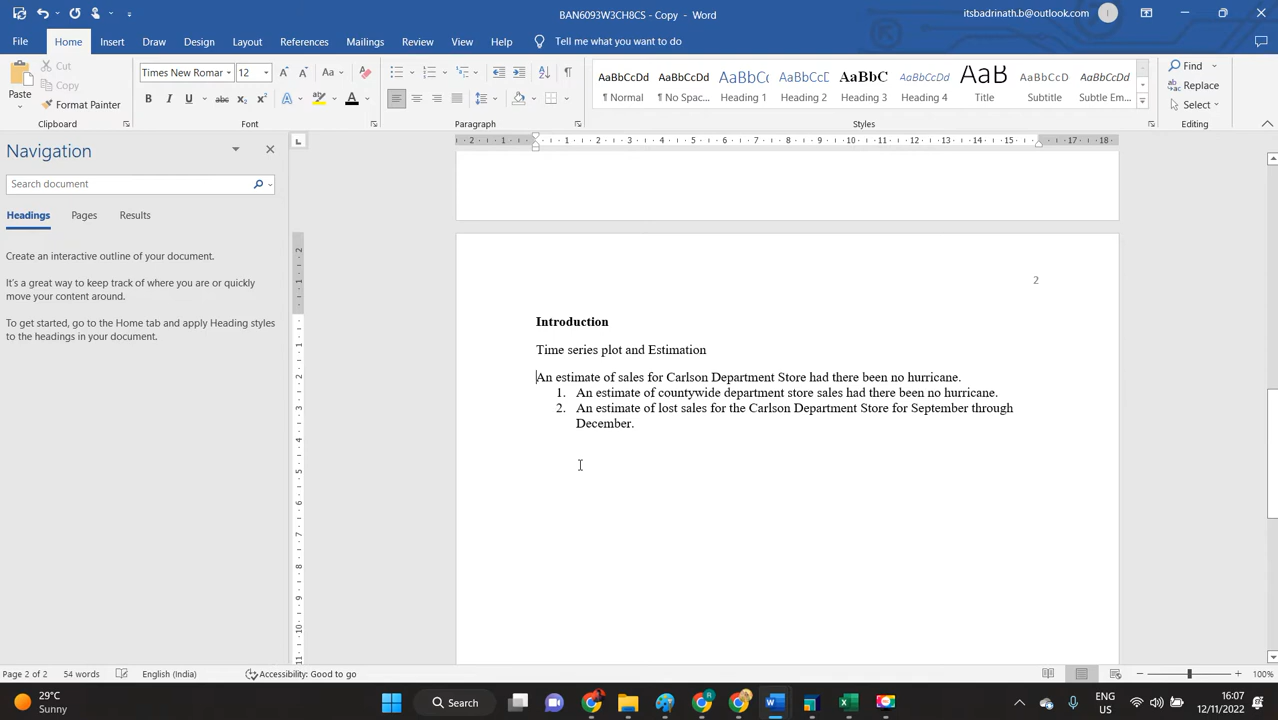 BAN6093W3CH8CS - Copy - Word
itsbadrinath.b@outlook.com
I
File Home Insert Draw Design Layout References Mailings Review View Help Tell me what you want to do
Paste
Cut
Copy
Format Painter
Clipboard
Times New Romar 12
Font
Paragraph
AaBbCcDd
¶ Normal
AaBbCcDd
¶ No Spac...
AaBbCc
Heading 1
AaBbCcD
Heading 2
AaBbC
Heading 3
AaBbCcDd
Heading 4
AaB
Title
AaBbCcD
Subtitle
AaBbCcDd
Subtle Em...
Styles
Find
Replace
Select
Editing
Navigation
Search document
Headings Pages Results
Create an interactive outline of your document.
It's a great way to keep track of where you are or quickly
move your content around.
To get started, go to the Home tab and apply Heading styles
to the headings in your document.
2
Introduction
Time series plot and Estimation
An estimate of sales for Carlson Department Store had there been no hurricane.
1. An estimate of countywide department store sales had there been no hurricane.
2. An estimate of lost sales for the Carlson Department Store for September through
December.
Page 2 of 2 54 words English (India) Accessibility: Good to go 100%
29°C
Sunny
Search
ENG
US
16:07
12/11/2022